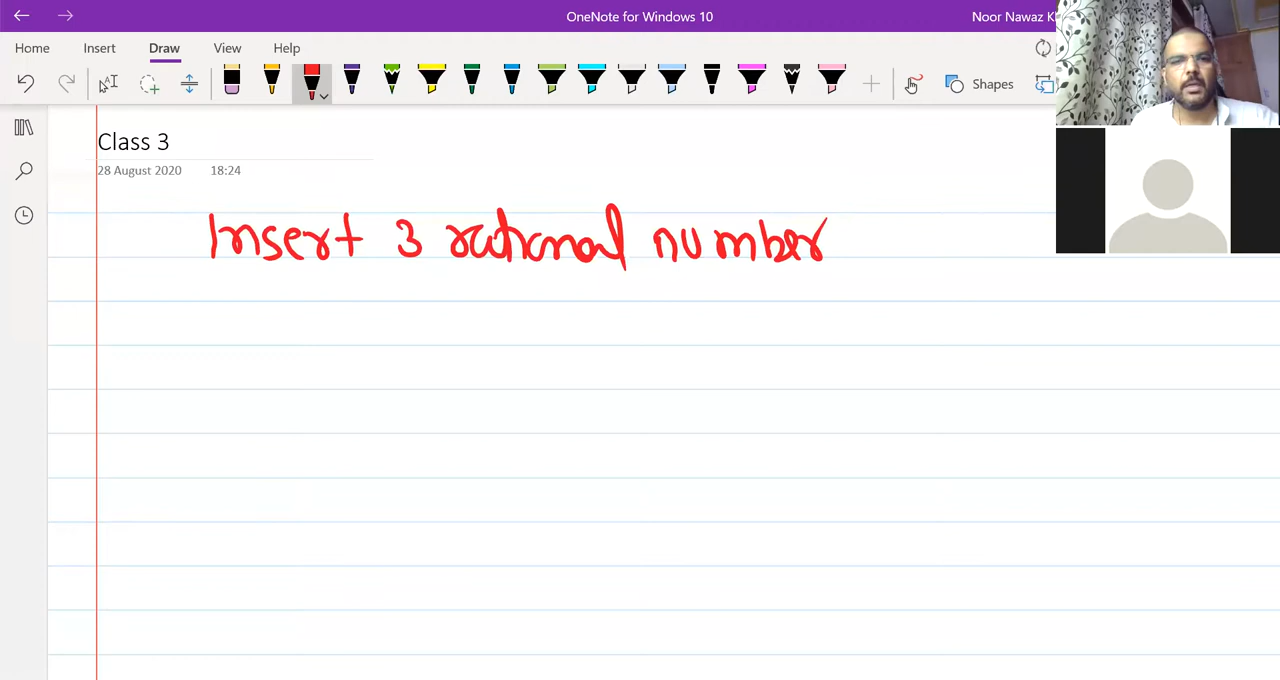 OneNote for Windows 10
Noor Nawaz K
Home Insert Draw View Help
Shapes
Class 3
28 August 2020 18:24
Insert 3 rational number